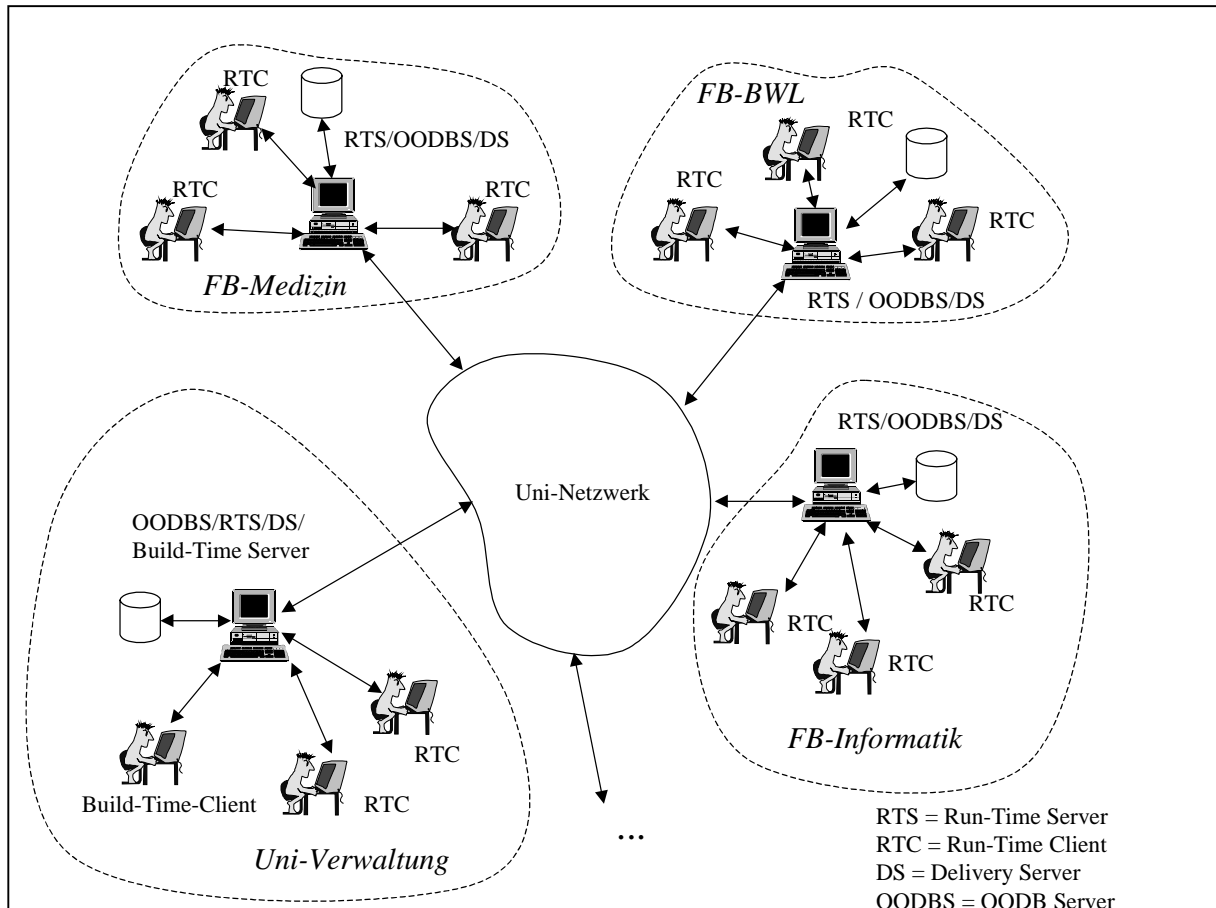 RTC
RTS/OODBS/DS
RTC
RTC
FB-Medizin
FB-BWL
RTC
RTC
RTC
RTS / OODBS/DS
Uni-Netzwerk
OODBS/RTS/DS/
Build-Time Server
RTC
Build-Time-Client
RTC
Uni-Verwaltung
RTS/OODBS/DS
RTC
RTC
RTC
FB-Informatik
...
RTS = Run-Time Server
RTC = Run-Time Client
DS = Delivery Server
OODBS = OODB Server